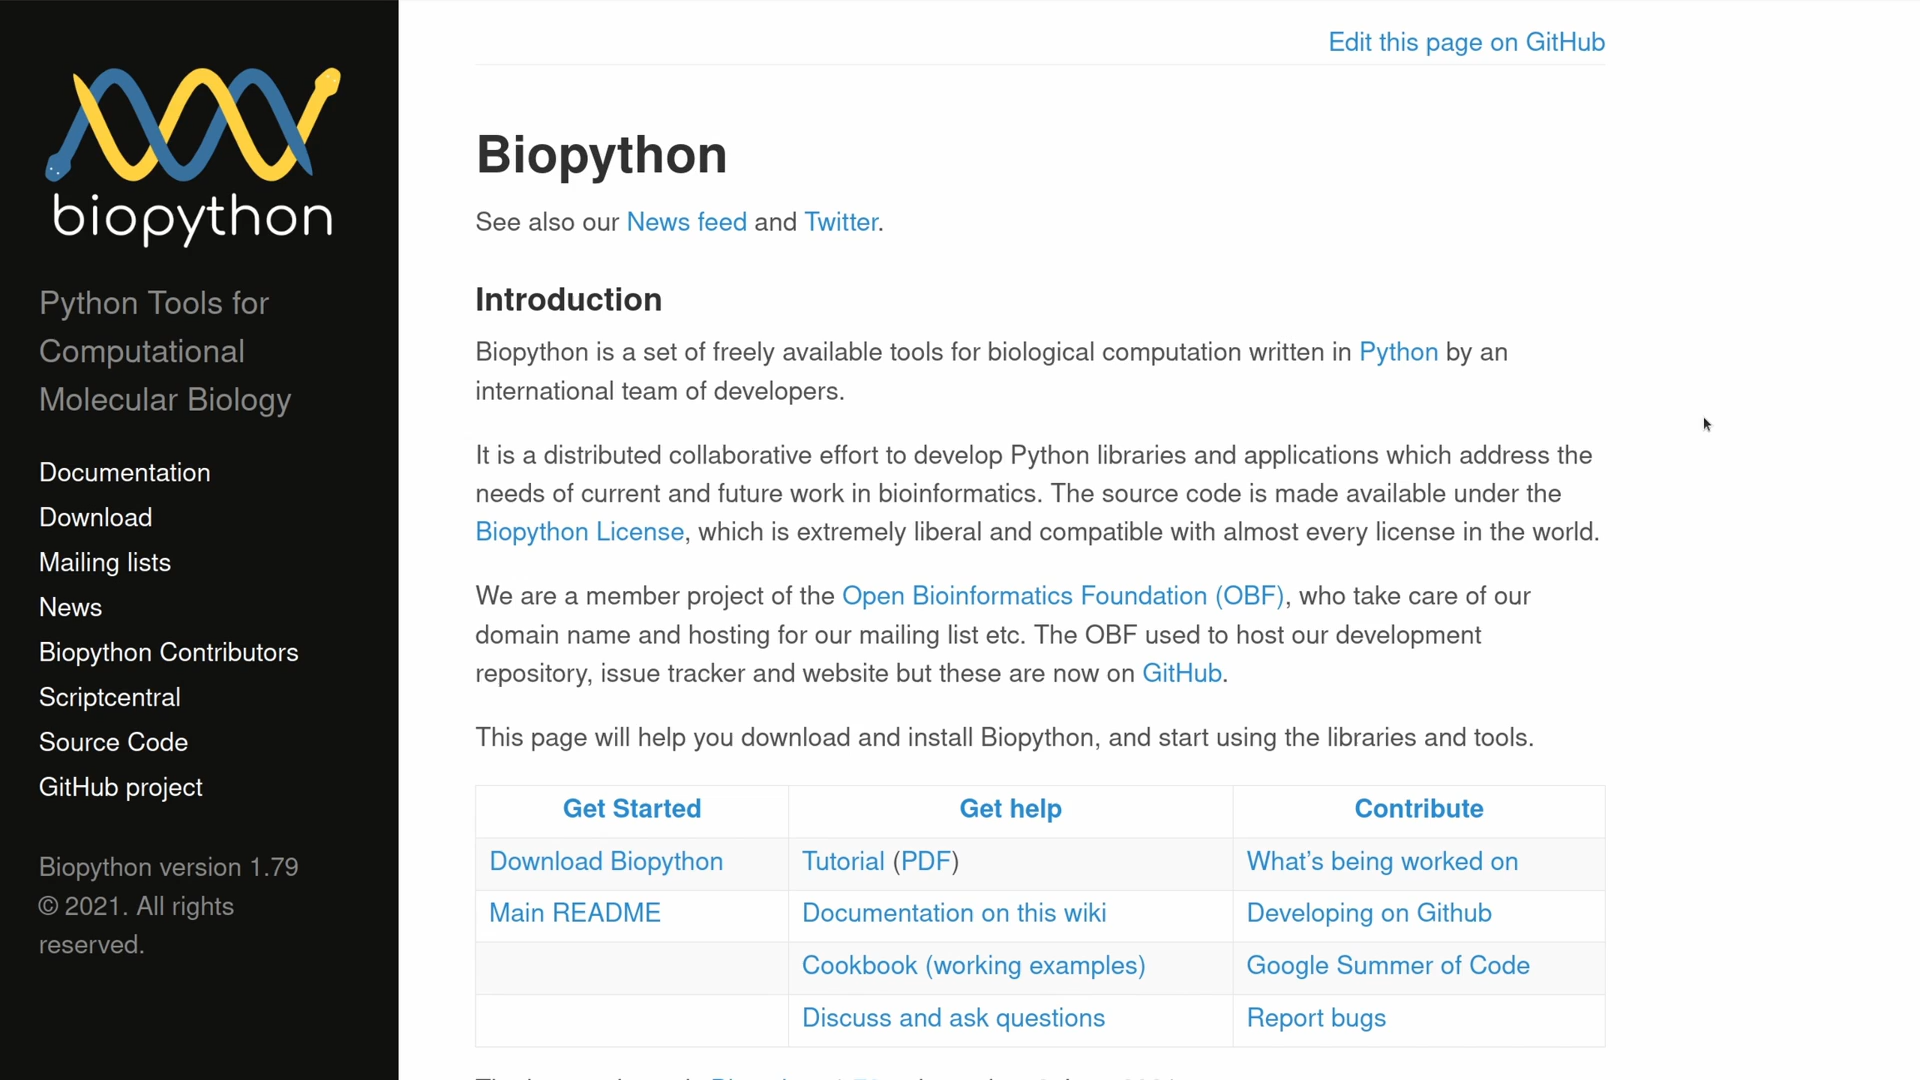 biopython
Python Tools for
Computational
Molecular Biology
Documentation
Download
Mailing lists
News
Biopython Contributors
Scriptcentral
Source Code
GitHub project
Biopython version 1.79
© 2021. All rights
reserved.
Edit this page on GitHub
Biopython
See also our News feed and Twitter.
Introduction
Biopython is a set of freely available tools for biological computation written in Python by an
international team of developers.
It is a distributed collaborative effort to develop Python libraries and applications which address the
needs of current and future work in bioinformatics. The source code is made available under the
Biopython License, which is extremely liberal and compatible with almost every license in the world.
We are a member project of the Open Bioinformatics Foundation (OBF), who take care of our
domain name and hosting for our mailing list etc. The OBF used to host our development
repository, issue tracker and website but these are now on GitHub.
This page will help you download and install Biopython, and start using the libraries and tools.
Get Started Get help Contribute
Download Biopython Tutorial (PDF) What’s being worked on
Main README Documentation on this wiki Developing on Github
Cookbook (working examples) Google Summer of Code
Discuss and ask questions Report bugs